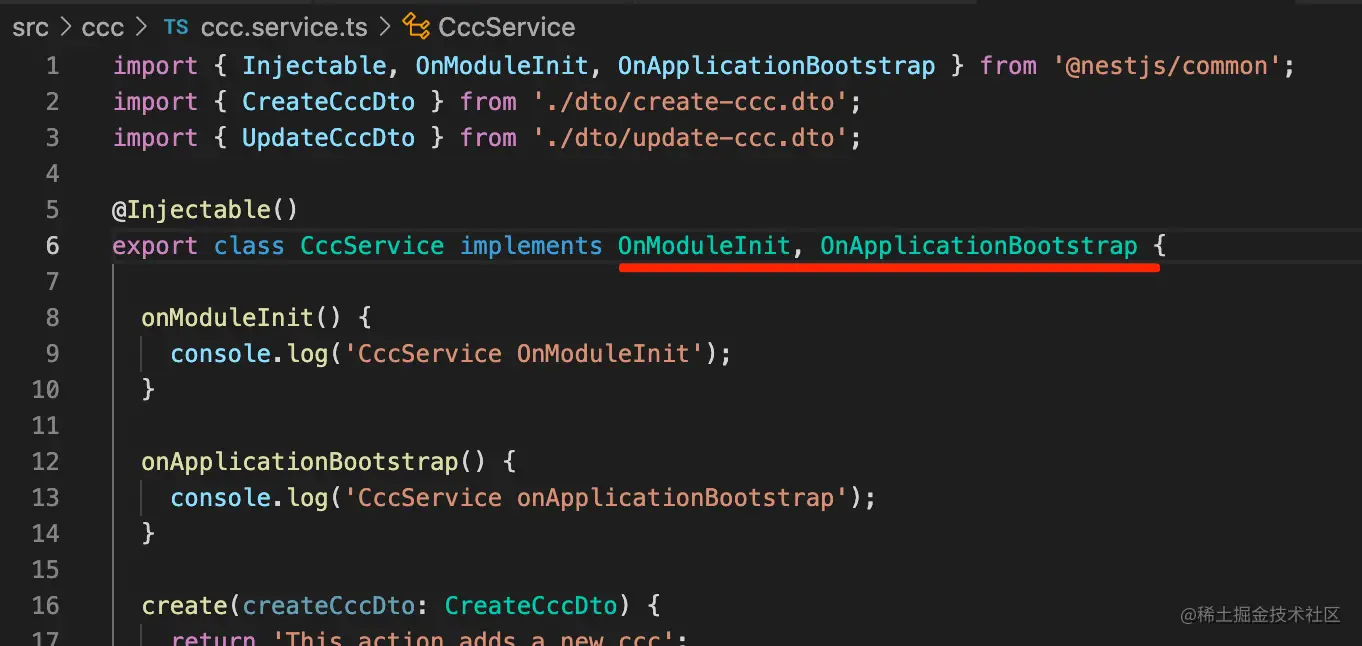 src > ccc > TS ccc.service.ts > CccService
1 import { Injectable, OnModuleInit, OnApplicationBootstrap } from '@nestjs/common';
2 import { CreateCccDto } from './dto/create-ccc.dto';
3 import { UpdateCccDto } from './dto/update-ccc.dto';
4
5 @Injectable()
6 export class CccService implements OnModuleInit, OnApplicationBootstrap {
7
8 onModuleInit() {
9 console.log('CccService OnModuleInit');
10 }
11
12 onApplicationBootstrap() {
13 console.log('CccService onApplicationBootstrap');
14 }
15
16 create(createCccDto: CreateCccDto) {
17 return 'This action adds a new ccc';
@稀土掘金技术社区